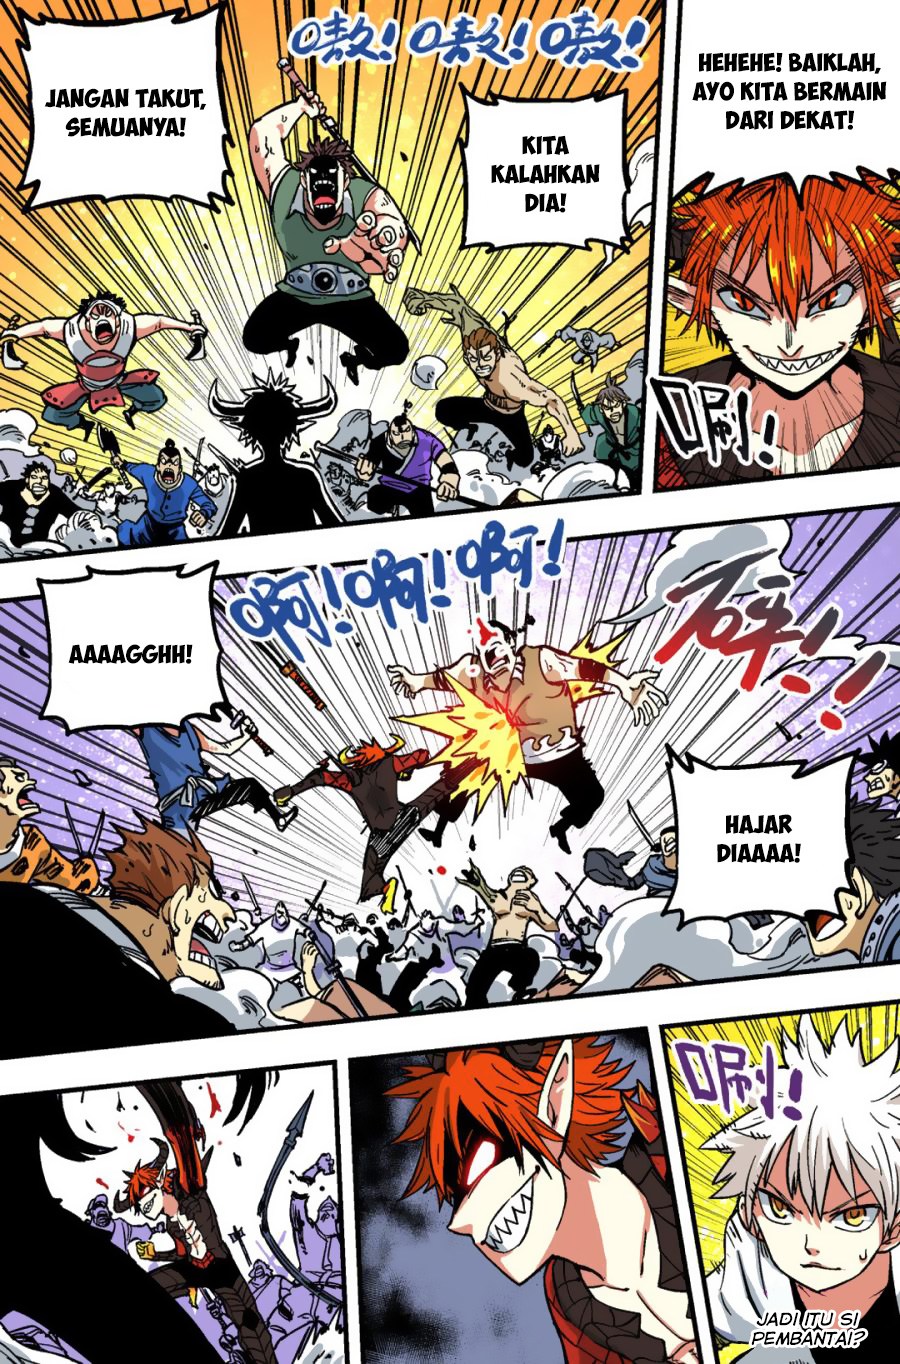 JANGAN TAKUT,
SEMUANYA!
嗷! 嗷! 嗷!
KITA
KALAHKAN
DIA!
HEHEHE! BAIKLAH,
AYO KITA BERMAIN
DARI DEKAT!
唰!
AAAAGGHH!
啊! 啊! 啊!
砰!!
HAJAR
DIAAAA!
唰!
JADI ITU SI
PEMBANTAI?